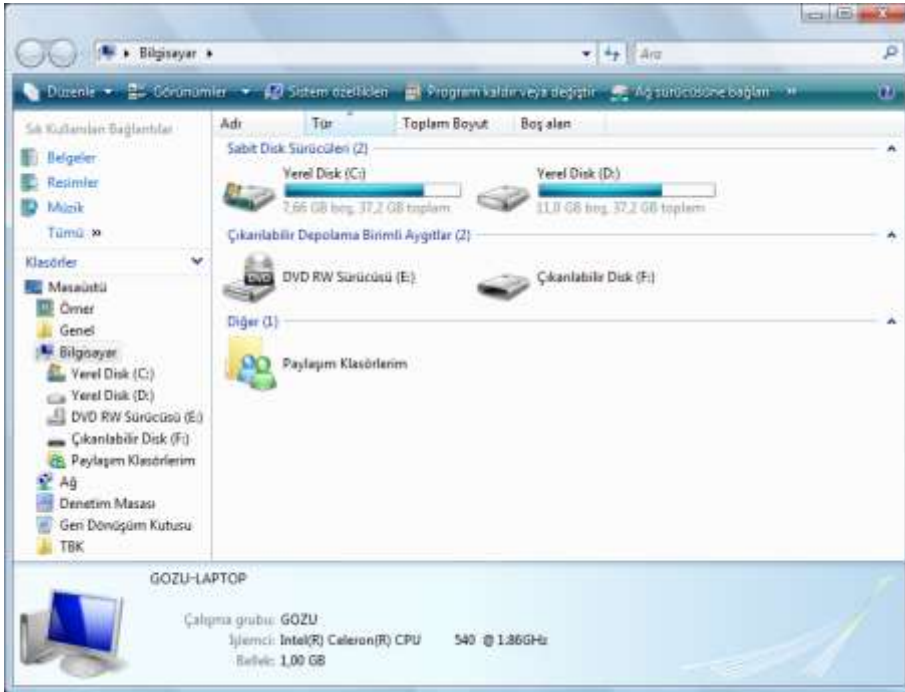 Bilgisayar
Ara
Düzenle Görünümler Sistem özellikleri Program kaldır veya değiştir Ağ sürücüsüne bağlan »
Sık Kullanılan Bağlantılar
Belgeler
Resimler
Müzik
Tümü »
Klasörler
Masaüstü
Ömer
Genel
Bilgisayar
Yerel Disk (C:)
Yerel Disk (D:)
DVD RW Sürücüsü (E:)
Çıkarılabilir Disk (F:)
Paylaşım Klasörlerim
Ağ
Denetim Masası
Geri Dönüşüm Kutusu
TBK
Adı Tür Toplam Boyut Boş alan
Sabit Disk Sürücüleri (2)
Yerel Disk (C:)
7,66 GB boş, 37,2 GB toplam
Yerel Disk (D:)
11,0 GB boş, 37,2 GB toplam
Çıkarılabilir Depolama Birimli Aygıtlar (2)
DVD RW Sürücüsü (E:)
Çıkarılabilir Disk (F:)
Diğer (1)
Paylaşım Klasörlerim
GOZU-LAPTOP
Çalışma grubu: GOZU
İşlemci: Intel(R) Celeron(R) CPU 540 @ 1.86GHz
Bellek: 1,00 GB